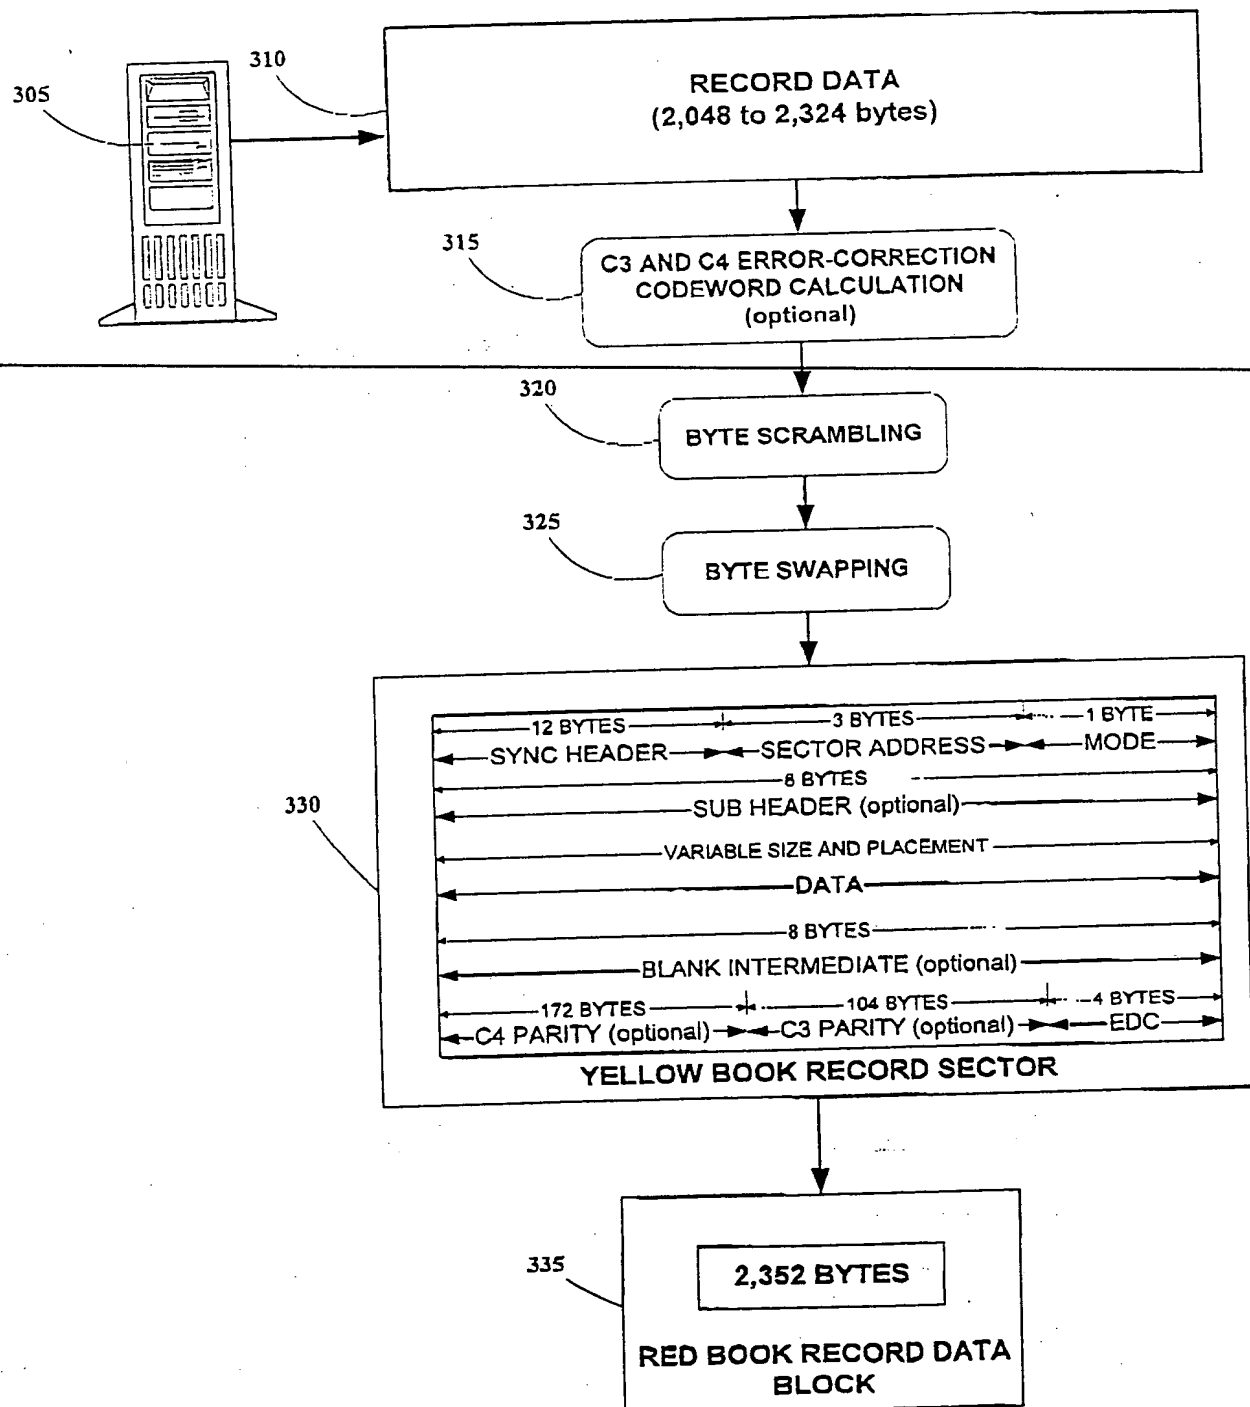 305
310
RECORD DATA
(2,048 to 2,324 bytes)
315
C3 AND C4 ERROR-CORRECTION
CODEWORD CALCULATION
(optional)
320
BYTE SCRAMBLING
325
BYTE SWAPPING
330
12 BYTES 3 BYTES 1 BYTE
SYNC HEADER SECTOR ADDRESS MODE
8 BYTES
SUB HEADER (optional)
VARIABLE SIZE AND PLACEMENT
DATA
8 BYTES
BLANK INTERMEDIATE (optional)
172 BYTES 104 BYTES 4 BYTES
C4 PARITY (optional) C3 PARITY (optional) EDC
YELLOW BOOK RECORD SECTOR
335
2,352 BYTES
RED BOOK RECORD DATA
BLOCK